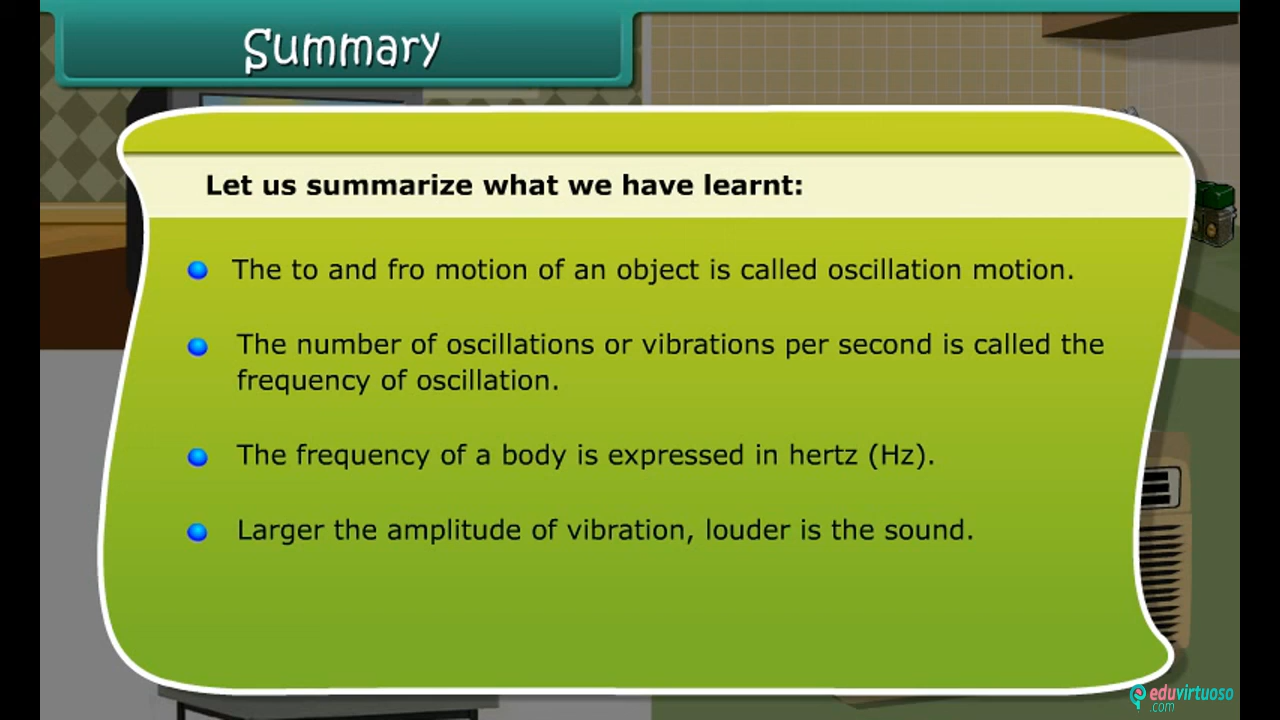 Summary
Let us summarize what we have learnt:
The to and fro motion of an object is called oscillation motion.
The number of oscillations or vibrations per second is called the
frequency of oscillation.
The frequency of a body is expressed in hertz (Hz).
Larger the amplitude of vibration, louder is the sound.
eduvirtuoso
.com